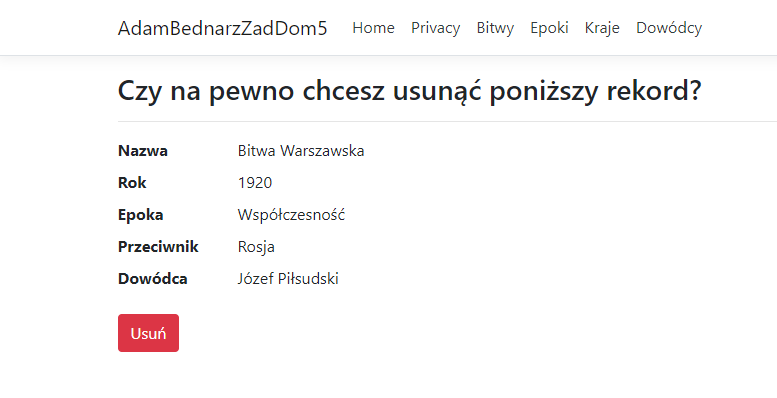 AdamBednarzZadDom5 Home Privacy Bitwy Epoki Kraje Dowódcy
Czy na pewno chcesz usunąć poniższy rekord?
Nazwa Bitwa Warszawska
Rok 1920
Epoka Współczesność
Przeciwnik Rosja
Dowódca Józef Piłsudski
Usuń